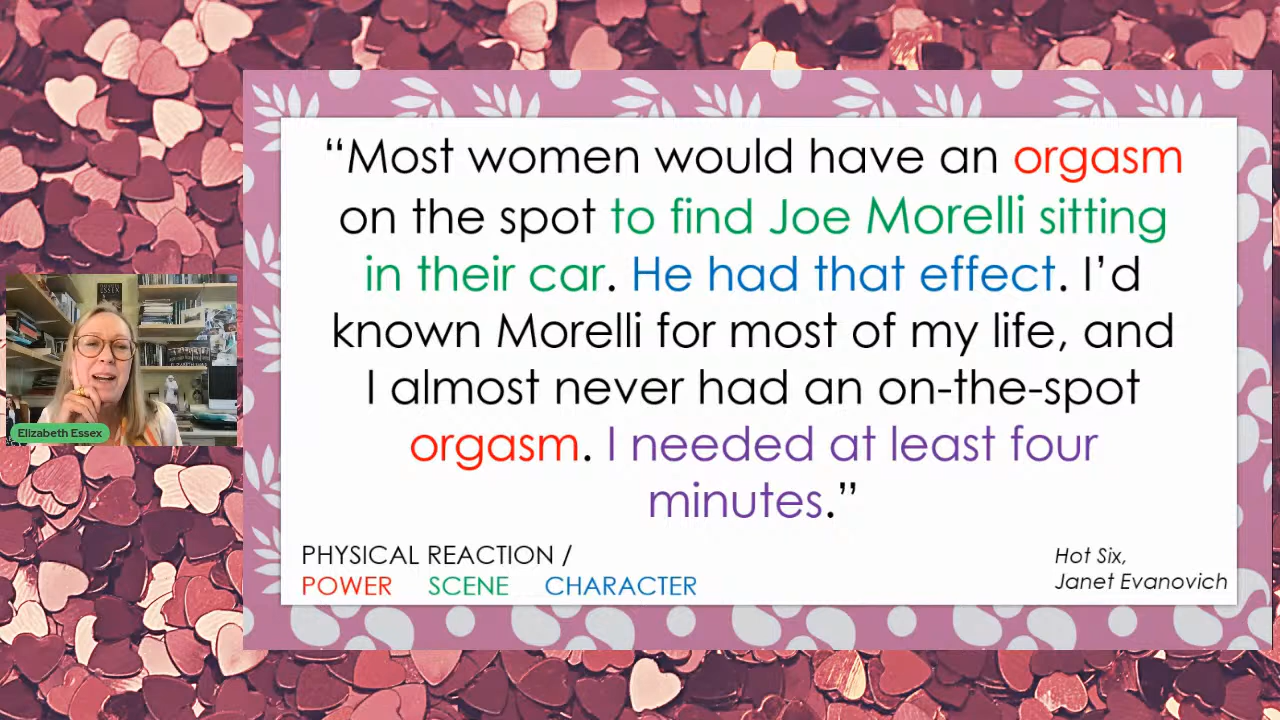 “Most women would have an orgasm
on the spot to find Joe Morelli sitting
in their car. He had that effect. I’d
known Morelli for most of my life, and
I almost never had an on-the-spot
orgasm. I needed at least four
minutes.”
PHYSICAL REACTION /
POWER SCENE CHARACTER
Hot Six,
Janet Evanovich
Elizabeth Essex